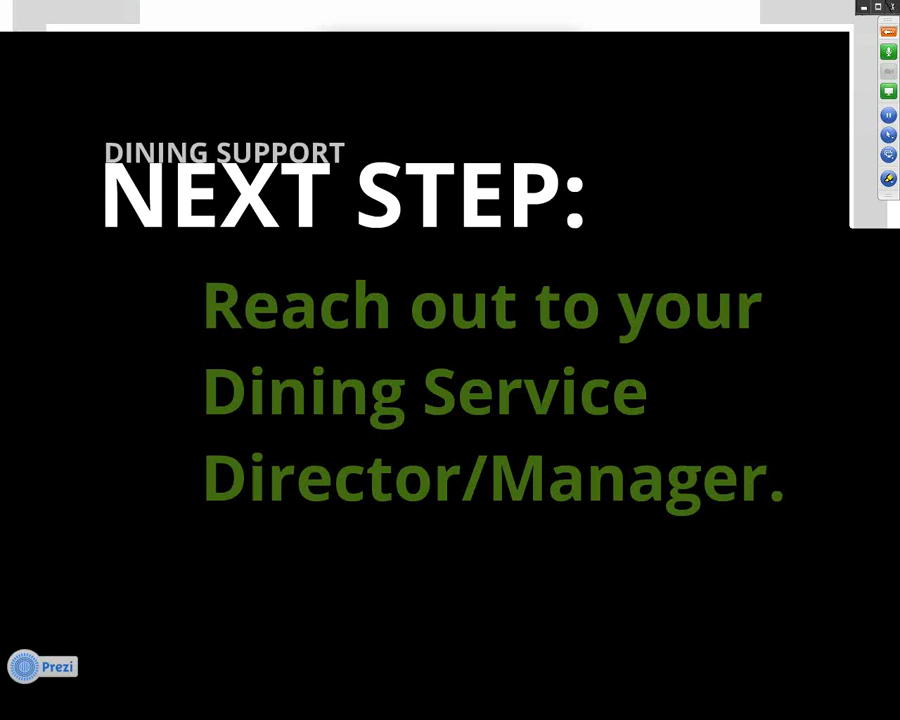 DINING SUPPORT
NEXT STEP:
Reach out to your
Dining Service
Director/Manager.
Prezi